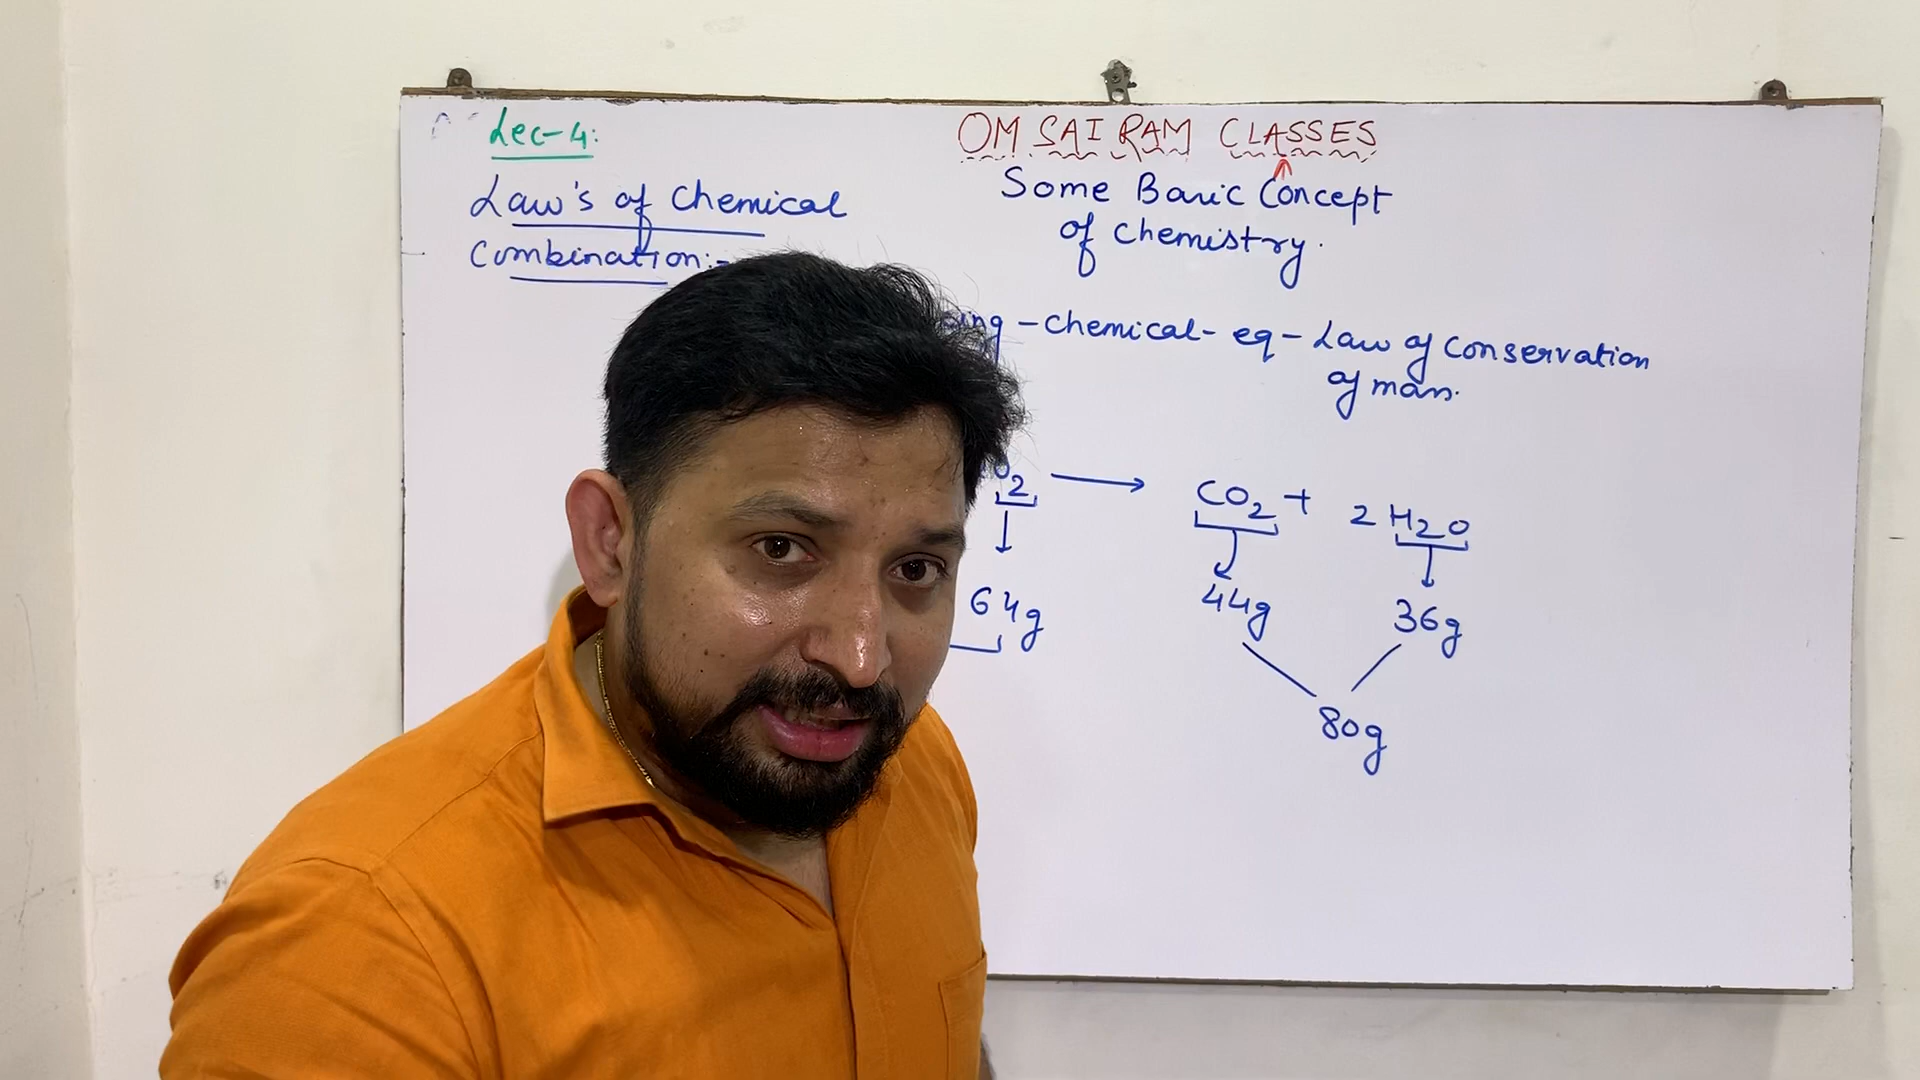 Lec-4:
OM SAI RAM CLASSES
Law's of Chemical
Combination:-
Some Basic Concept
of chemistry.
-chemical-eq-Law of conservation
of mass.
2 → CO2 + 2 H2O
64g 44g 36g
80g